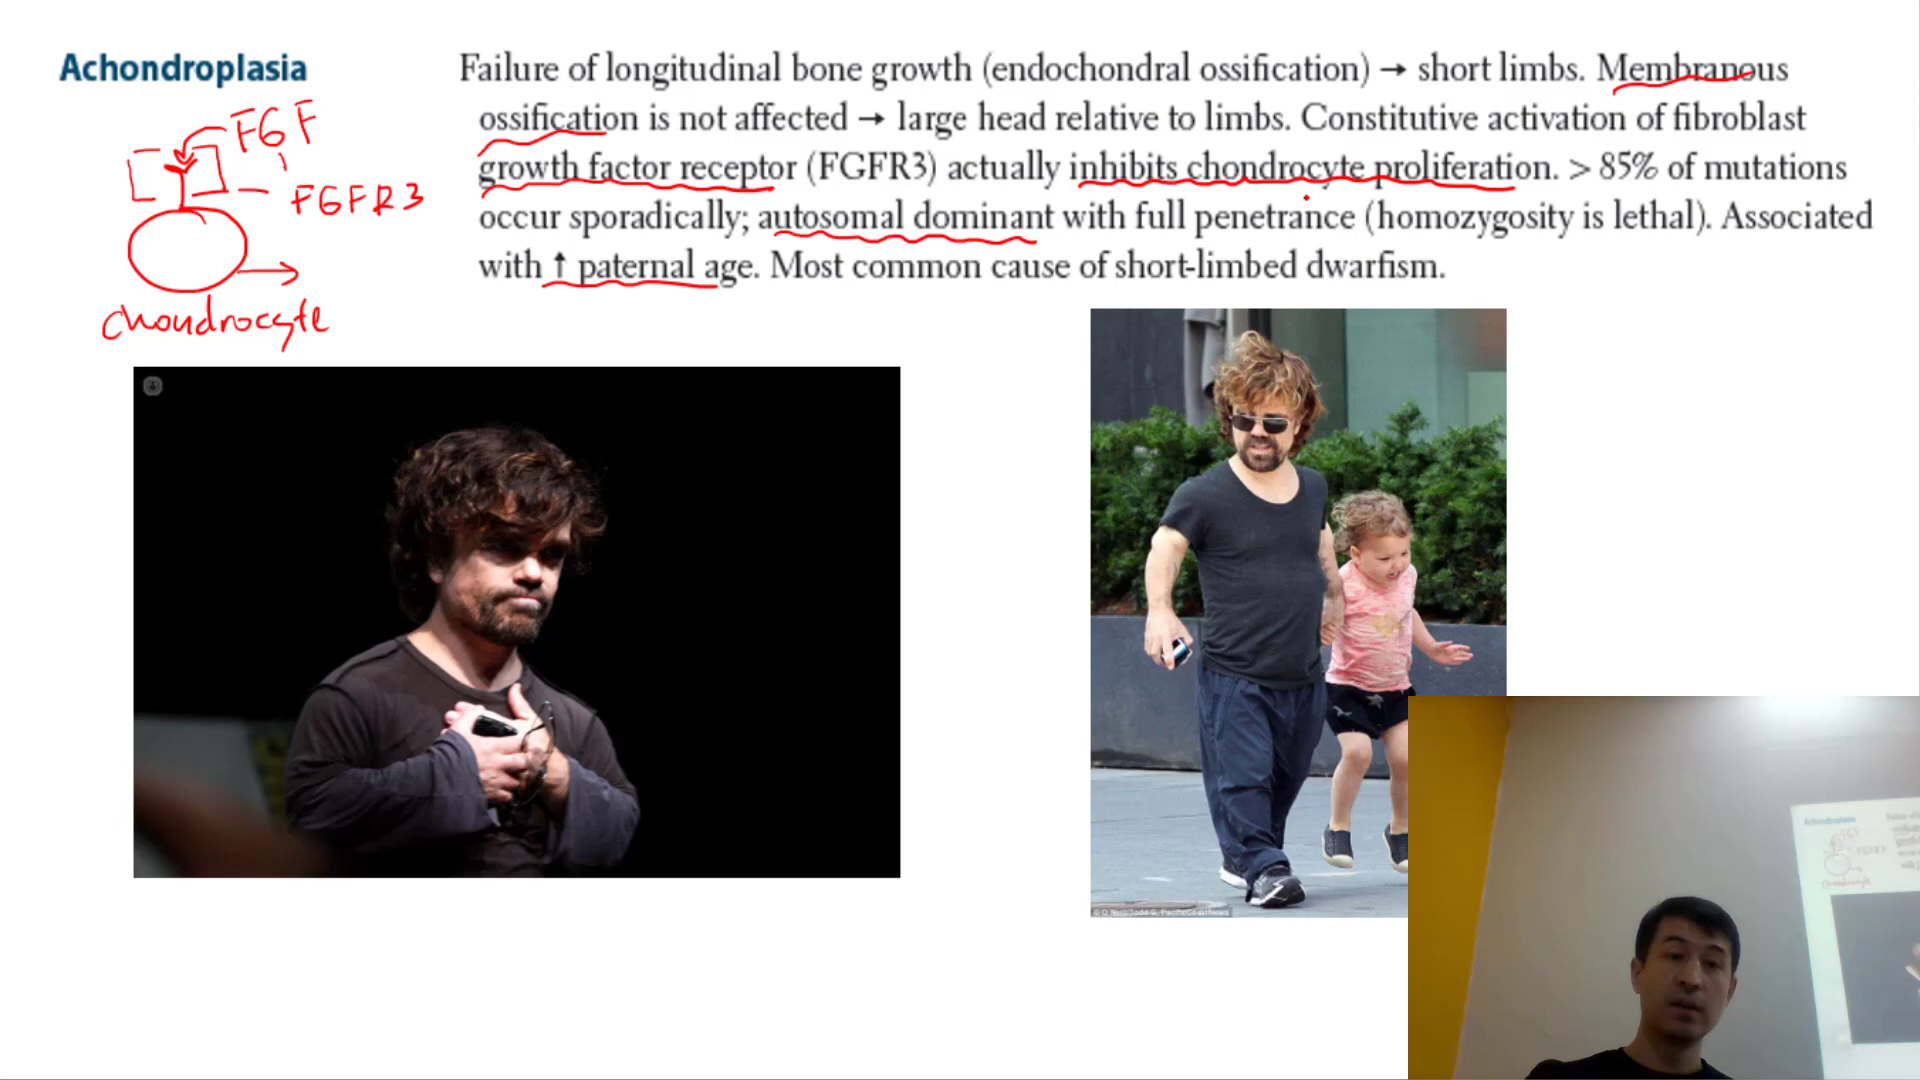 Achondroplasia
Failure of longitudinal bone growth (endochondral ossification) → short limbs. Membranous
ossification is not affected → large head relative to limbs. Constitutive activation of fibroblast
growth factor receptor (FGFR3) actually inhibits chondrocyte proliferation. > 85% of mutations
occur sporadically; autosomal dominant with full penetrance (homozygosity is lethal). Associated
with ↑ paternal age. Most common cause of short-limbed dwarfism.
FGF
FGFR3
chondrocyte
Achondroplasia